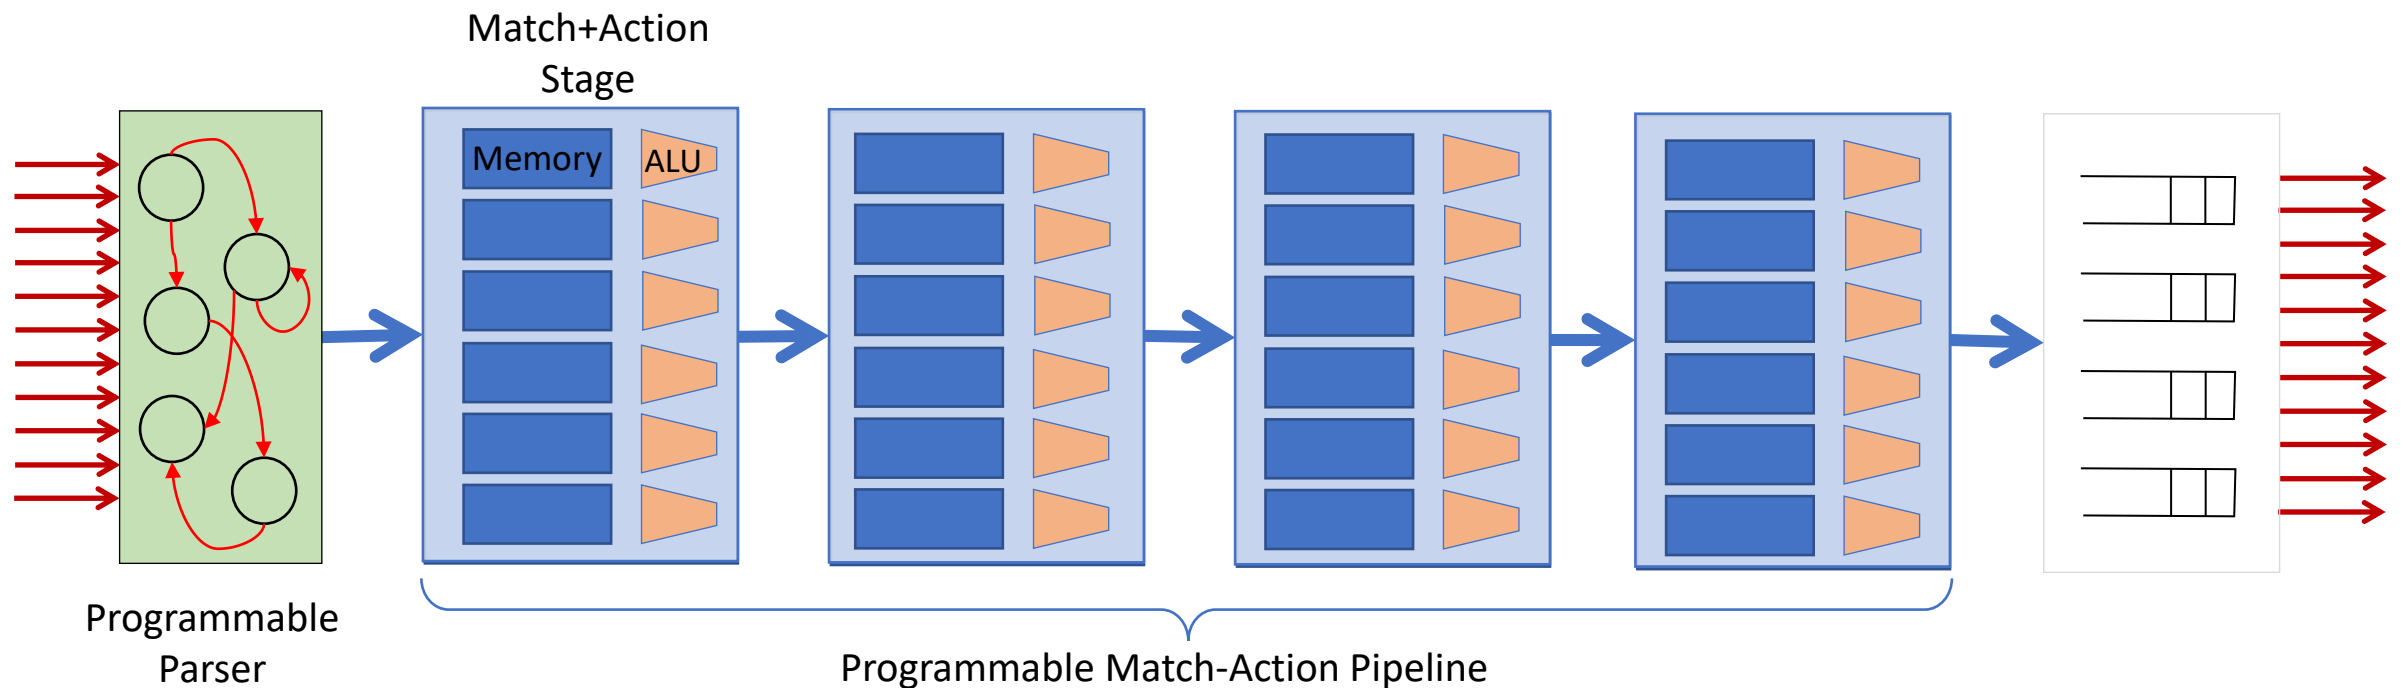 Match+Action
Stage
Memory
ALU
Programmable
Parser
Programmable Match-Action Pipeline